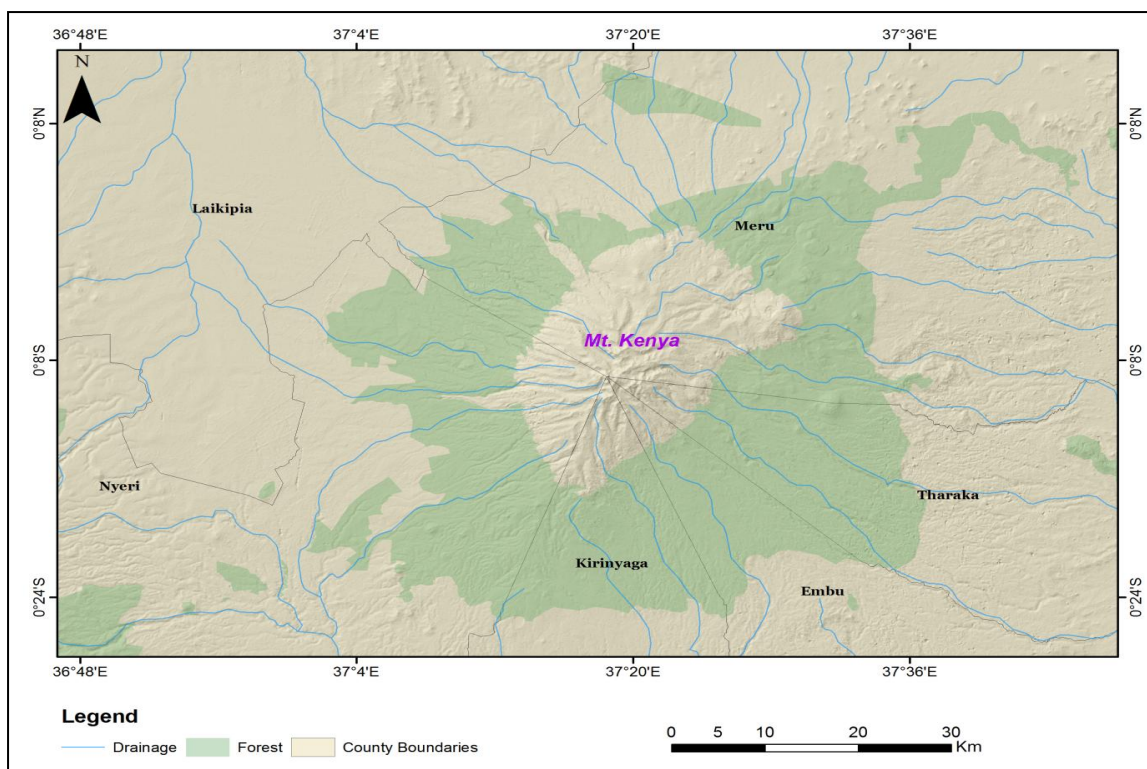 36°48'E 37°4'E 37°20'E 37°36'E
N
0°8'N 0°8'N
Laikipia
Meru
Mt. Kenya
0°8'S 0°8'S
Nyeri
Tharaka
Kirinyaga
Embu
0°24'S 0°24'S
36°48'E 37°4'E 37°20'E 37°36'E
Legend
Drainage Forest County Boundaries
0 5 10 20 30
Km